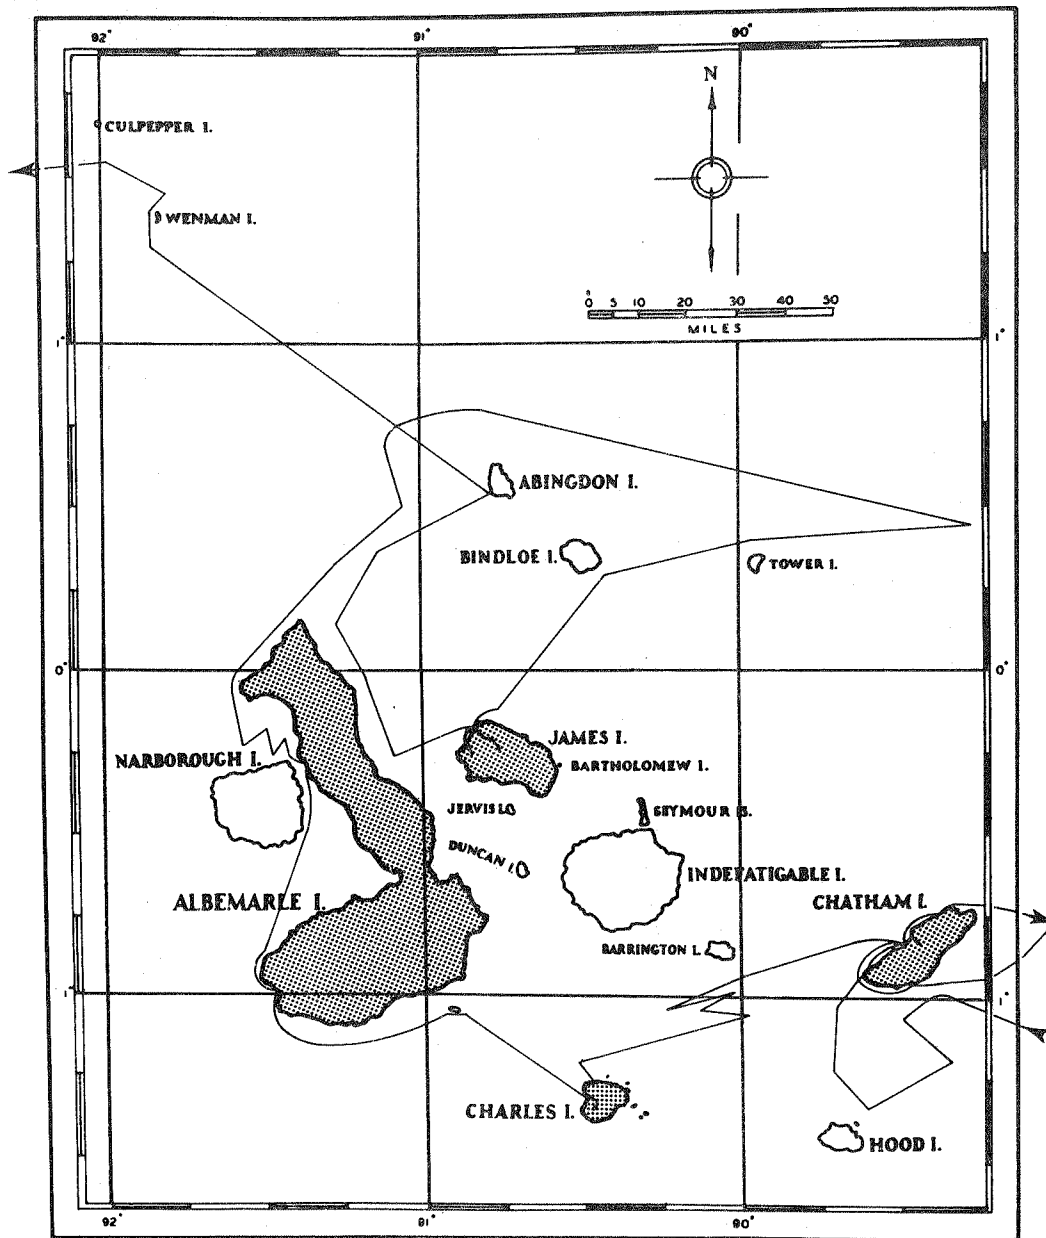 92° 91° 90°
N
CULPEPPER I.
WENMAN I.
0 5 10 20 30 40 50
MILES
1° 1°
ABINGDON I.
BINDLOE I.
TOWER I.
0° 0°
JAMES I.
NARBOROUGH I.
BARTHOLOMEW I.
JERVIS I.
SEYMOUR IS.
DUNCAN I.
INDEFATIGABLE I.
ALBEMARLE I.
CHATHAM I.
BARRINGTON I.
1° 1°
CHARLES I.
HOOD I.
92° 91° 90°